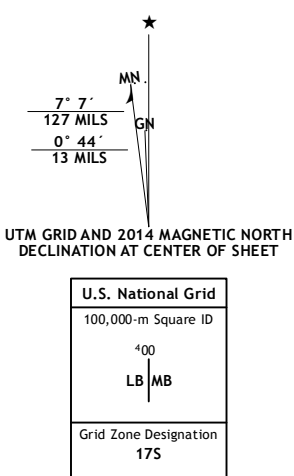 ★
MN
7° 7´
127 MILS
GN
0° 44´
13 MILS
UTM GRID AND 2014 MAGNETIC NORTH
DECLINATION AT CENTER OF SHEET
U.S. National Grid
100,000-m Square ID
⁴00
LB MB
Grid Zone Designation
17S